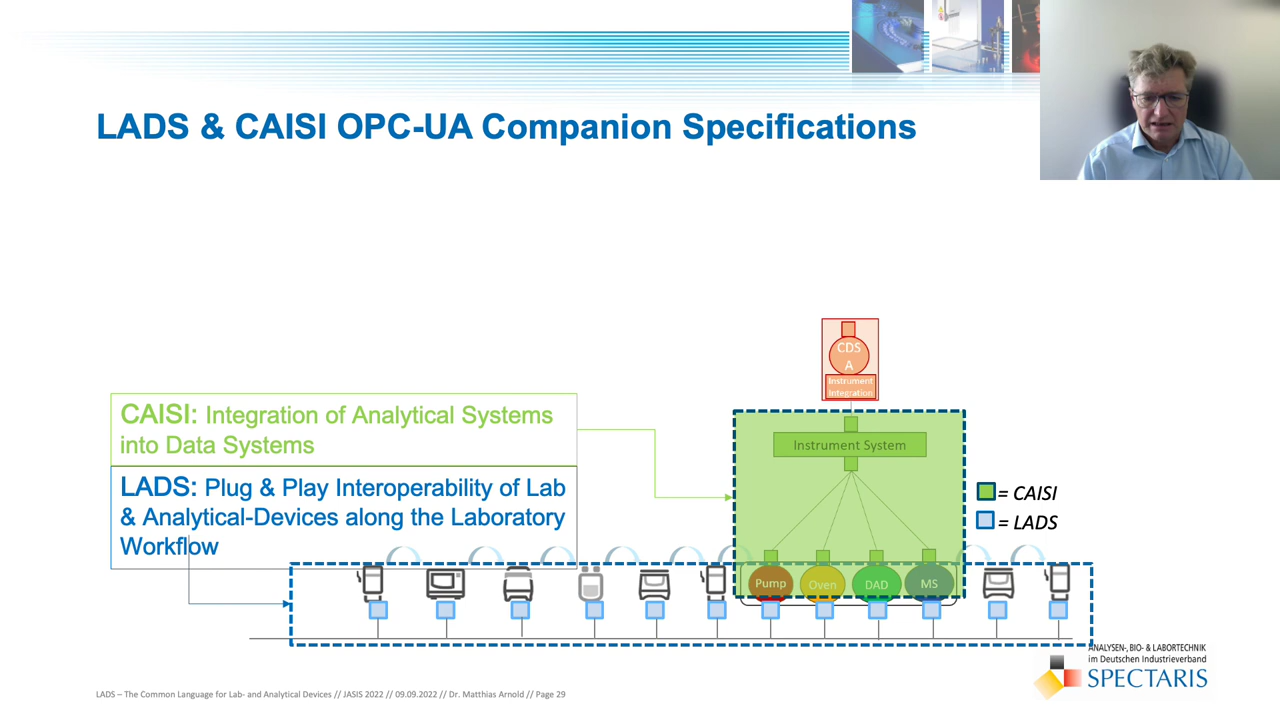 LADS & CAISI OPC-UA Companion Specifications
CDS
A
Instrument
Integration
CAISI: Integration of Analytical Systems
into Data Systems
LADS: Plug & Play Interoperability of Lab
& Analytical-Devices along the Laboratory
Workflow
Instrument System
= CAISI
= LADS
Pump
Oven
DAD
MS
ANALYSEN-, BIO- & LABORTECHNIK
im Deutschen Industrieverband
SPECTARIS
LADS – The Common Language for Lab- and Analytical Devices // JASIS 2022 // 09.09.2022 // Dr. Matthias Arnold // Page 29